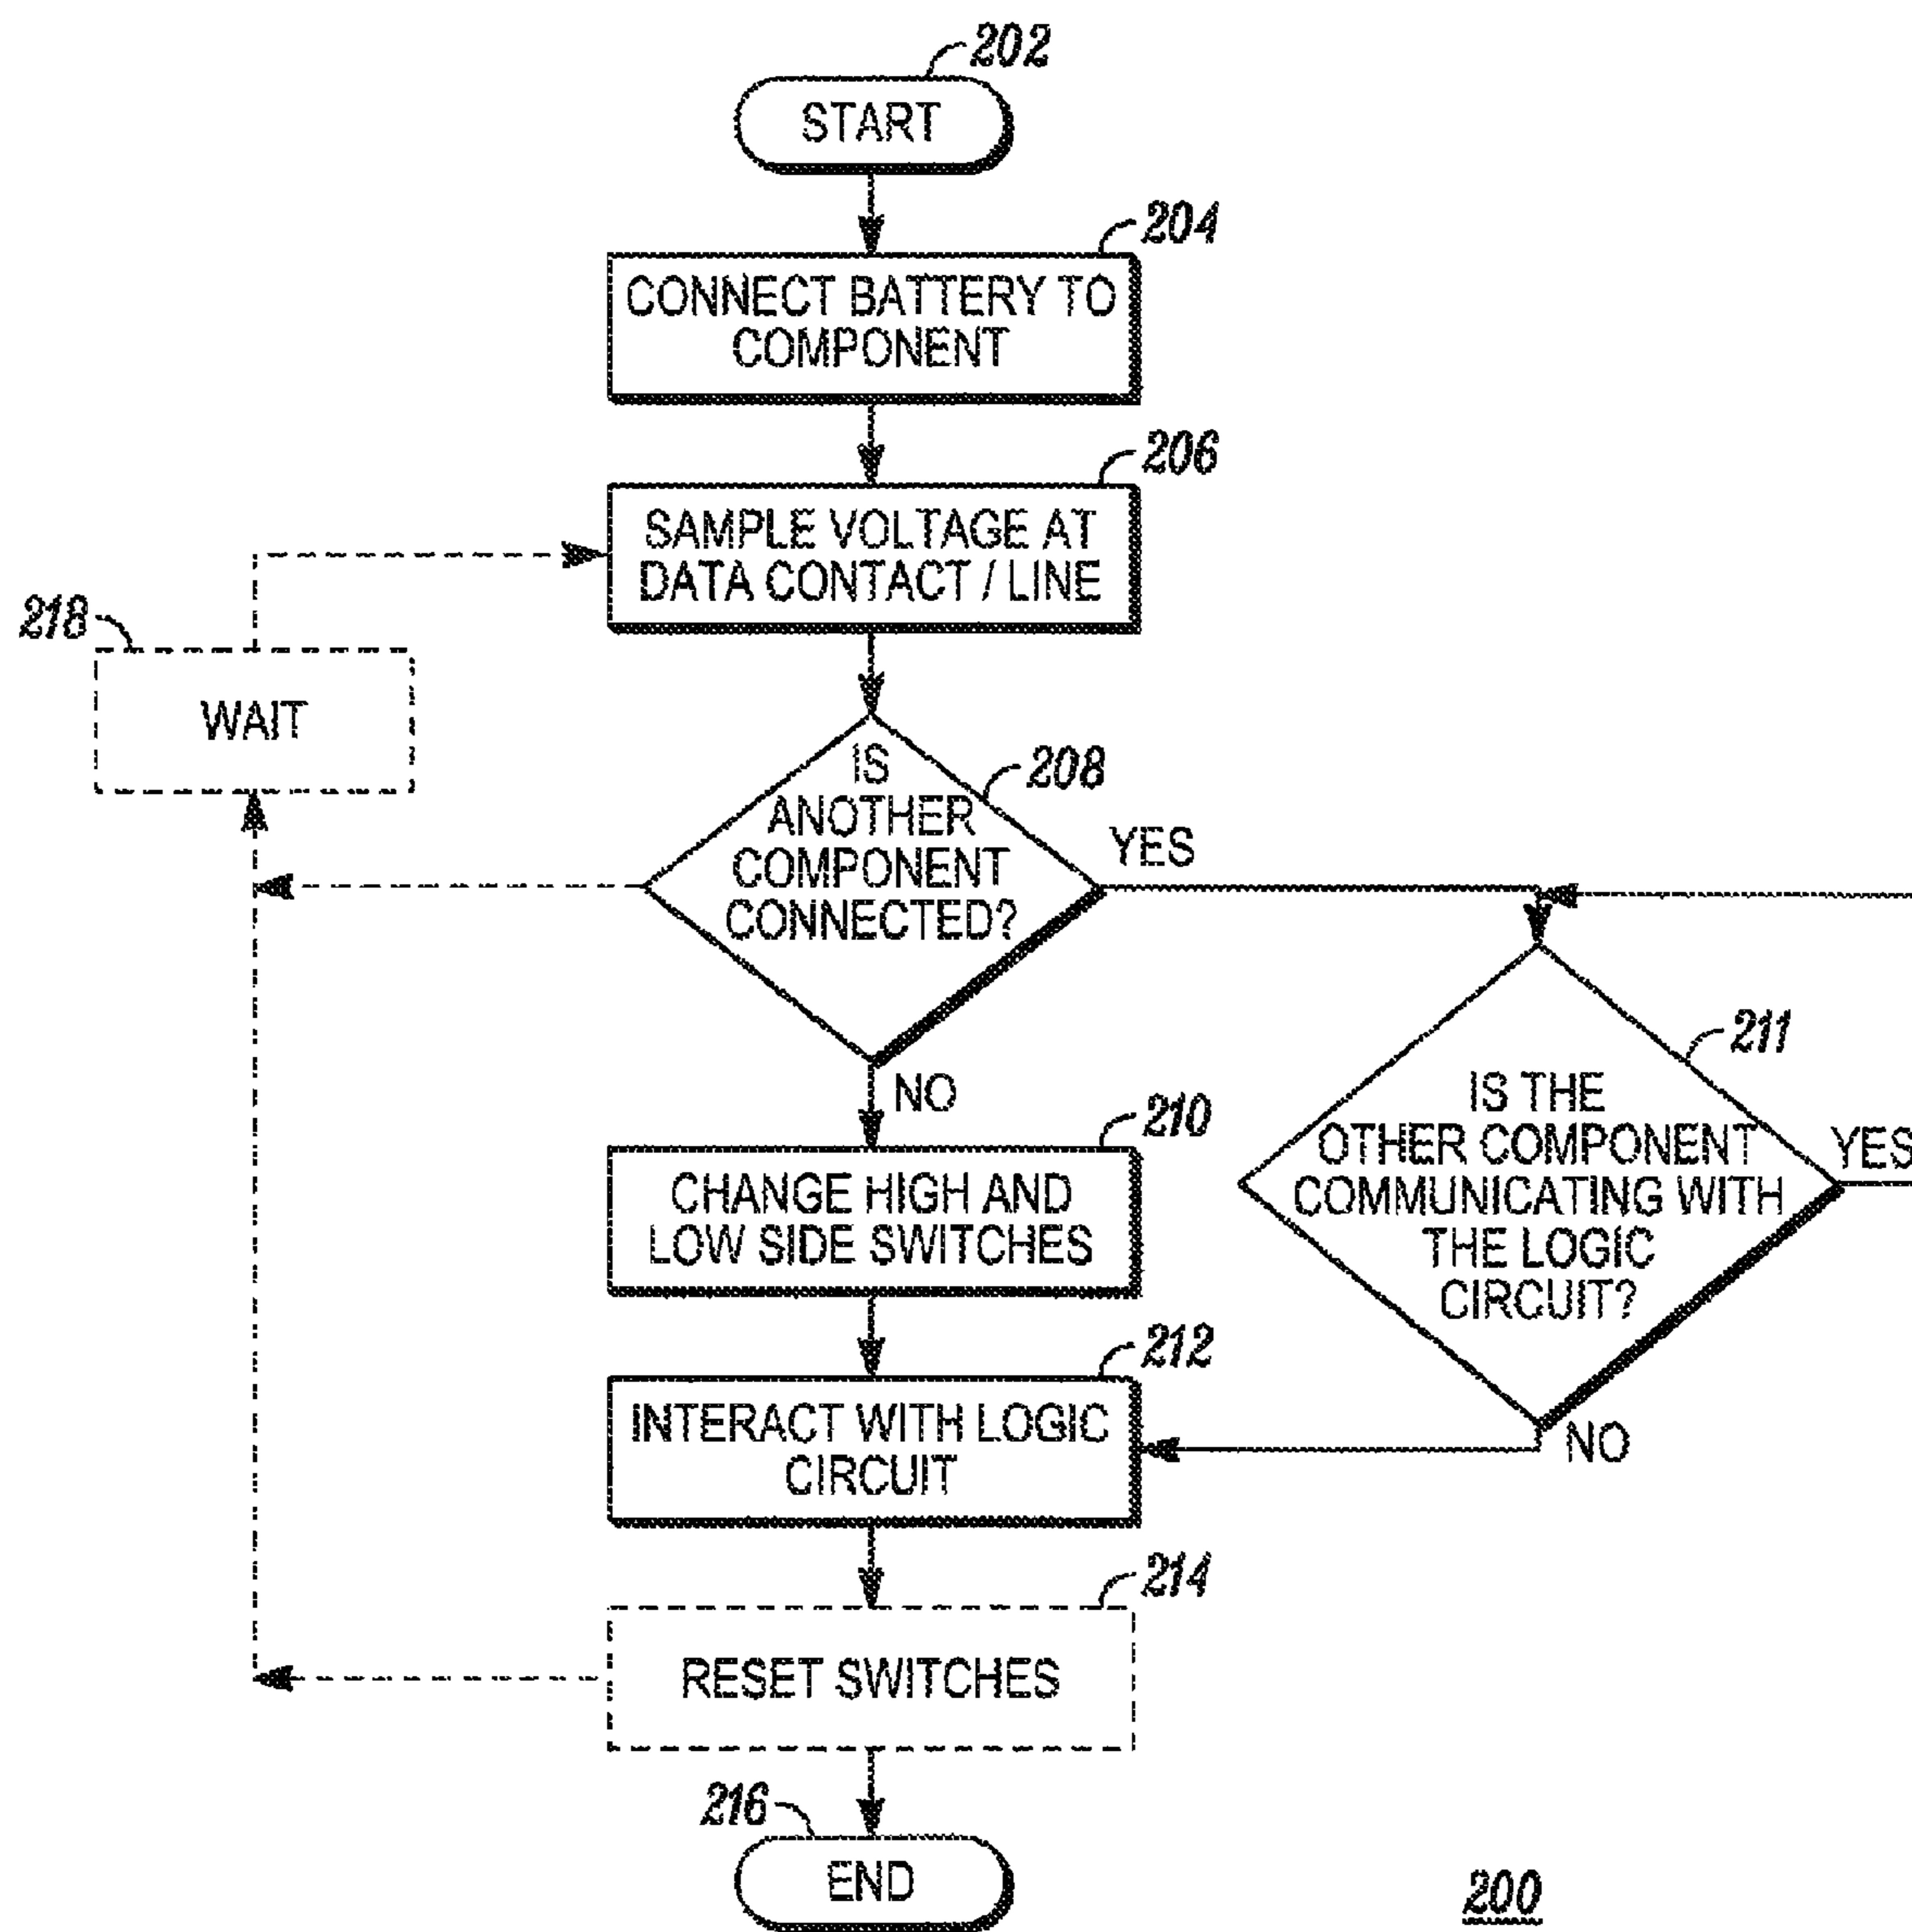 202
START
204
CONNECT BATTERY TO
COMPONENT
206
SAMPLE VOLTAGE AT
DATA CONTACT / LINE
218
WAIT
208
IS
ANOTHER
COMPONENT
CONNECTED?
YES
NO
211
IS THE
OTHER COMPONENT
COMMUNICATING WITH
THE LOGIC
CIRCUIT?
YES
NO
210
CHANGE HIGH AND
LOW SIDE SWITCHES
212
INTERACT WITH LOGIC
CIRCUIT
214
RESET SWITCHES
216
END
200